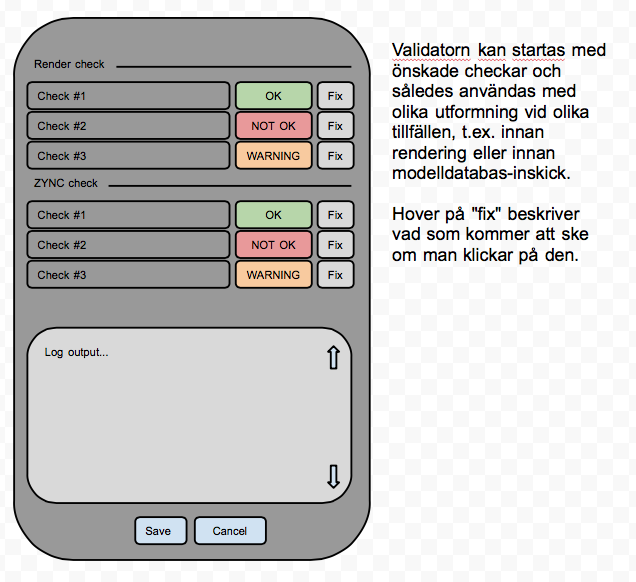 Render check
Check #1 OK Fix
Check #2 NOT OK Fix
Check #3 WARNING Fix
ZYNC check
Check #1 OK Fix
Check #2 NOT OK Fix
Check #3 WARNING Fix
Log output...
Save Cancel
Validatorn kan startas med
önskade checkar och
således användas med
olika utformning vid olika
tillfällen, t.ex. innan
rendering eller innan
modelldatabas-inskick.
Hover på "fix" beskriver
vad som kommer att ske
om man klickar på den.